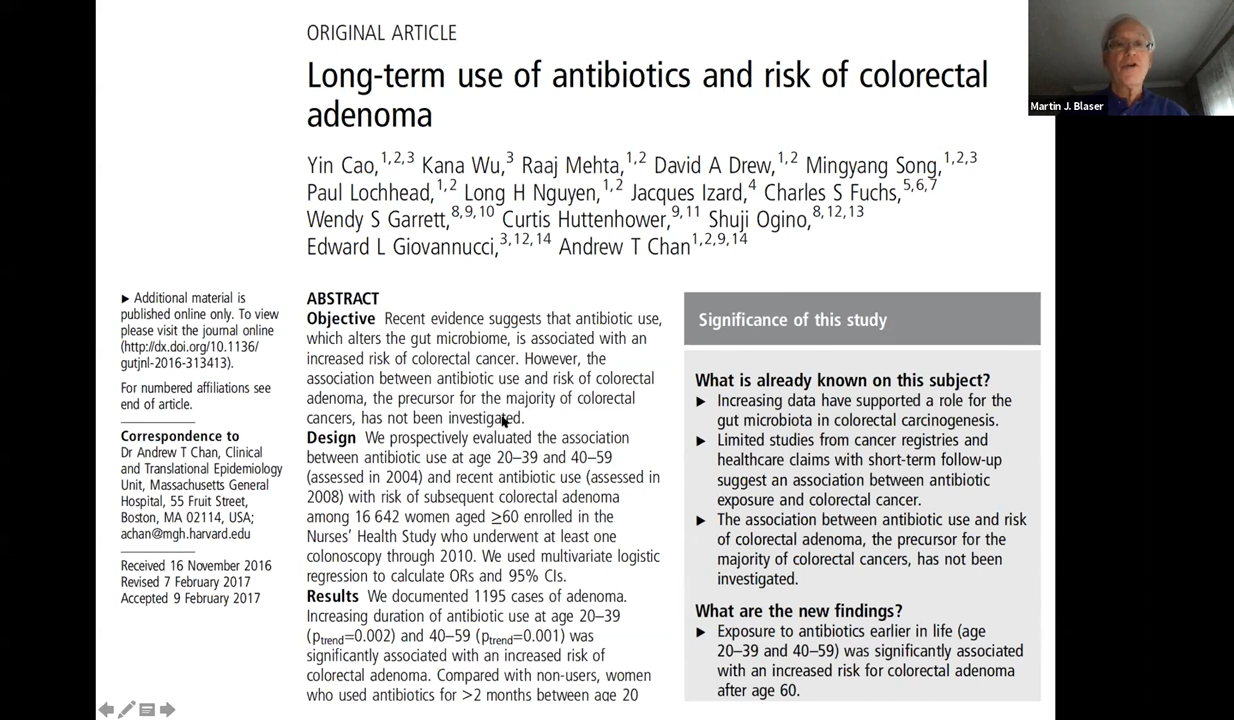 ORIGINAL ARTICLE
Long-term use of antibiotics and risk of colorectal
adenoma
Yin Cao,1,2,3 Kana Wu,3 Raaj Mehta,1,2 David A Drew,1,2 Mingyang Song,1,2,3
Paul Lochhead,1,2 Long H Nguyen,1,2 Jacques Izard,4 Charles S Fuchs,5,6,7
Wendy S Garrett,8,9,10 Curtis Huttenhower,9,11 Shuji Ogino,8,12,13
Edward L Giovannucci,3,12,14 Andrew T Chan1,2,9,14
Martin J. Blaser
► Additional material is
published online only. To view
please visit the journal online
(http://dx.doi.org/10.1136/
gutjnl-2016-313413).
For numbered affiliations see
end of article.
Correspondence to
Dr Andrew T Chan, Clinical
and Translational Epidemiology
Unit, Massachusetts General
Hospital, 55 Fruit Street,
Boston, MA 02114, USA;
achan@mgh.harvard.edu
Received 16 November 2016
Revised 7 February 2017
Accepted 9 February 2017
ABSTRACT
Objective Recent evidence suggests that antibiotic use,
which alters the gut microbiome, is associated with an
increased risk of colorectal cancer. However, the
association between antibiotic use and risk of colorectal
adenoma, the precursor for the majority of colorectal
cancers, has not been investigated.
Design We prospectively evaluated the association
between antibiotic use at age 20–39 and 40–59
(assessed in 2004) and recent antibiotic use (assessed in
2008) with risk of subsequent colorectal adenoma
among 16 642 women aged ≥60 enrolled in the
Nurses' Health Study who underwent at least one
colonoscopy through 2010. We used multivariate logistic
regression to calculate ORs and 95% CIs.
Results We documented 1195 cases of adenoma.
Increasing duration of antibiotic use at age 20–39
(ptrend=0.002) and 40–59 (ptrend=0.001) was
significantly associated with an increased risk of
colorectal adenoma. Compared with non-users, women
who used antibiotics for >2 months between age 20
Significance of this study
What is already known on this subject?
► Increasing data have supported a role for the
gut microbiota in colorectal carcinogenesis.
► Limited studies from cancer registries and
healthcare claims with short-term follow-up
suggest an association between antibiotic
exposure and colorectal cancer.
► The association between antibiotic use and risk
of colorectal adenoma, the precursor for the
majority of colorectal cancers, has not been
investigated.
What are the new findings?
► Exposure to antibiotics earlier in life (age
20–39 and 40–59) was significantly associated
with an increased risk for colorectal adenoma
after age 60.